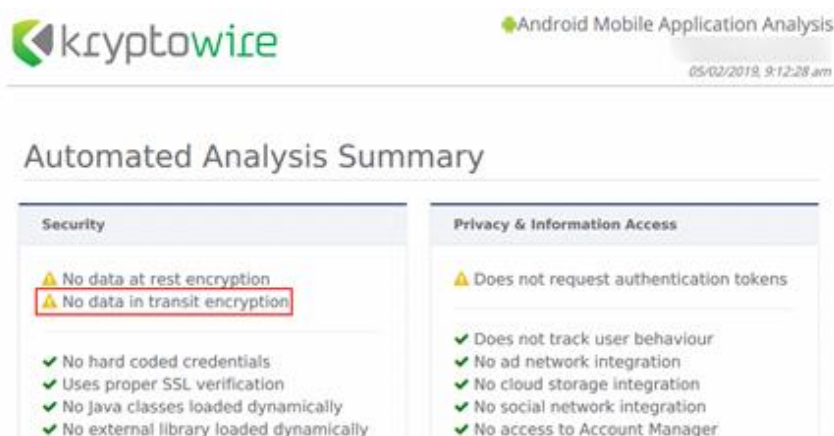 kryptowire
Android Mobile Application Analysis
05/02/2019, 9:12:28 am
Automated Analysis Summary
Security
No data at rest encryption
No data in transit encryption
No hard coded credentials
Uses proper SSL verification
No Java classes loaded dynamically
No external library loaded dynamically
Privacy & Information Access
Does not request authentication tokens
Does not track user behaviour
No ad network integration
No cloud storage integration
No social network integration
No access to Account Manager